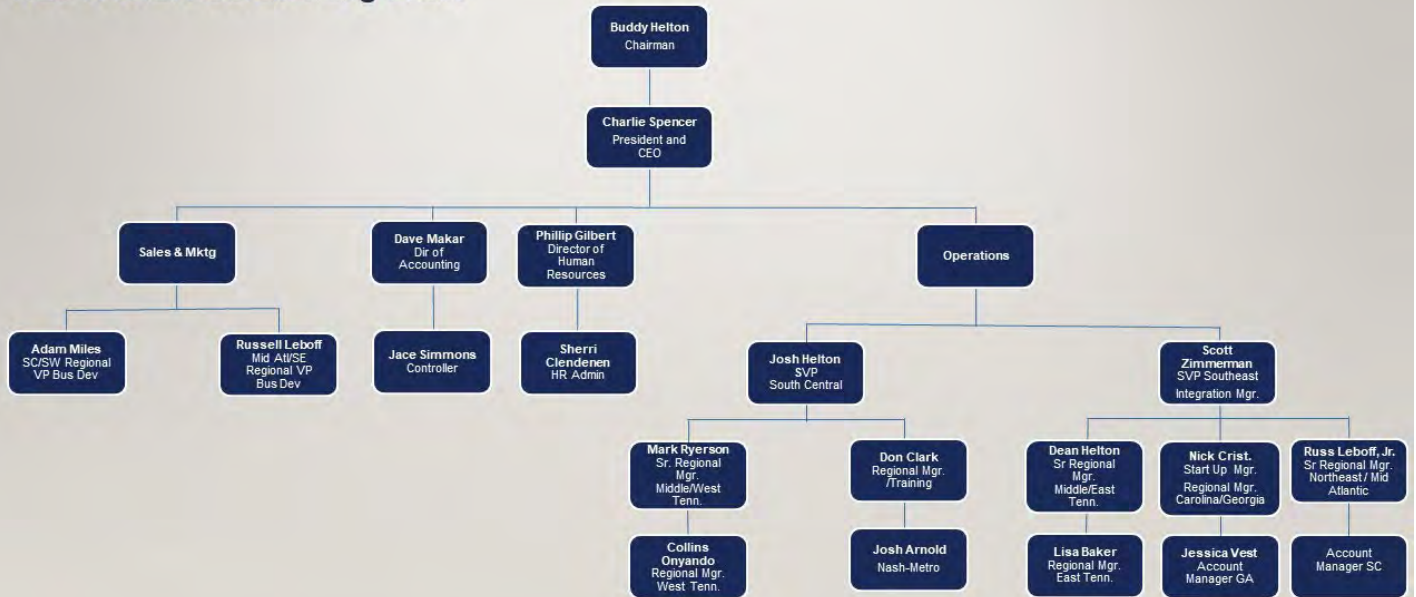 Buddy Helton
Chairman
Charlie Spencer
President and
CEO
Sales & Mktg
Dave Makar
Dir of
Accounting
Phillip Gilbert
Director of
Human
Resources
Operations
Adam Miles
SC/SW Regional
VP Bus Dev
Russell Leboff
Mid Atl/SE
Regional VP
Bus Dev
Jace Simmons
Controller
Sherri
Clendenen
HR Admin
Josh Helton
SVP
South Central
Scott
Zimmerman
SVP Southeast
Integration Mgr.
Mark Ryerson
Sr. Regional
Mgr.
Middle/West
Tenn.
Don Clark
Regional Mgr.
/Training
Dean Helton
Sr Regional
Mgr.
Middle/East
Tenn.
Nick Crist.
Start Up Mgr.
Regional Mgr.
Carolina/Georgia
Russ Leboff, Jr.
Sr Regional Mgr.
Northeast / Mid
Atlantic
Collins
Onyando
Regional Mgr.
West Tenn.
Josh Arnold
Nash-Metro
Lisa Baker
Regional Mgr.
East Tenn.
Jessica Vest
Account
Manager GA
Account
Manager SC